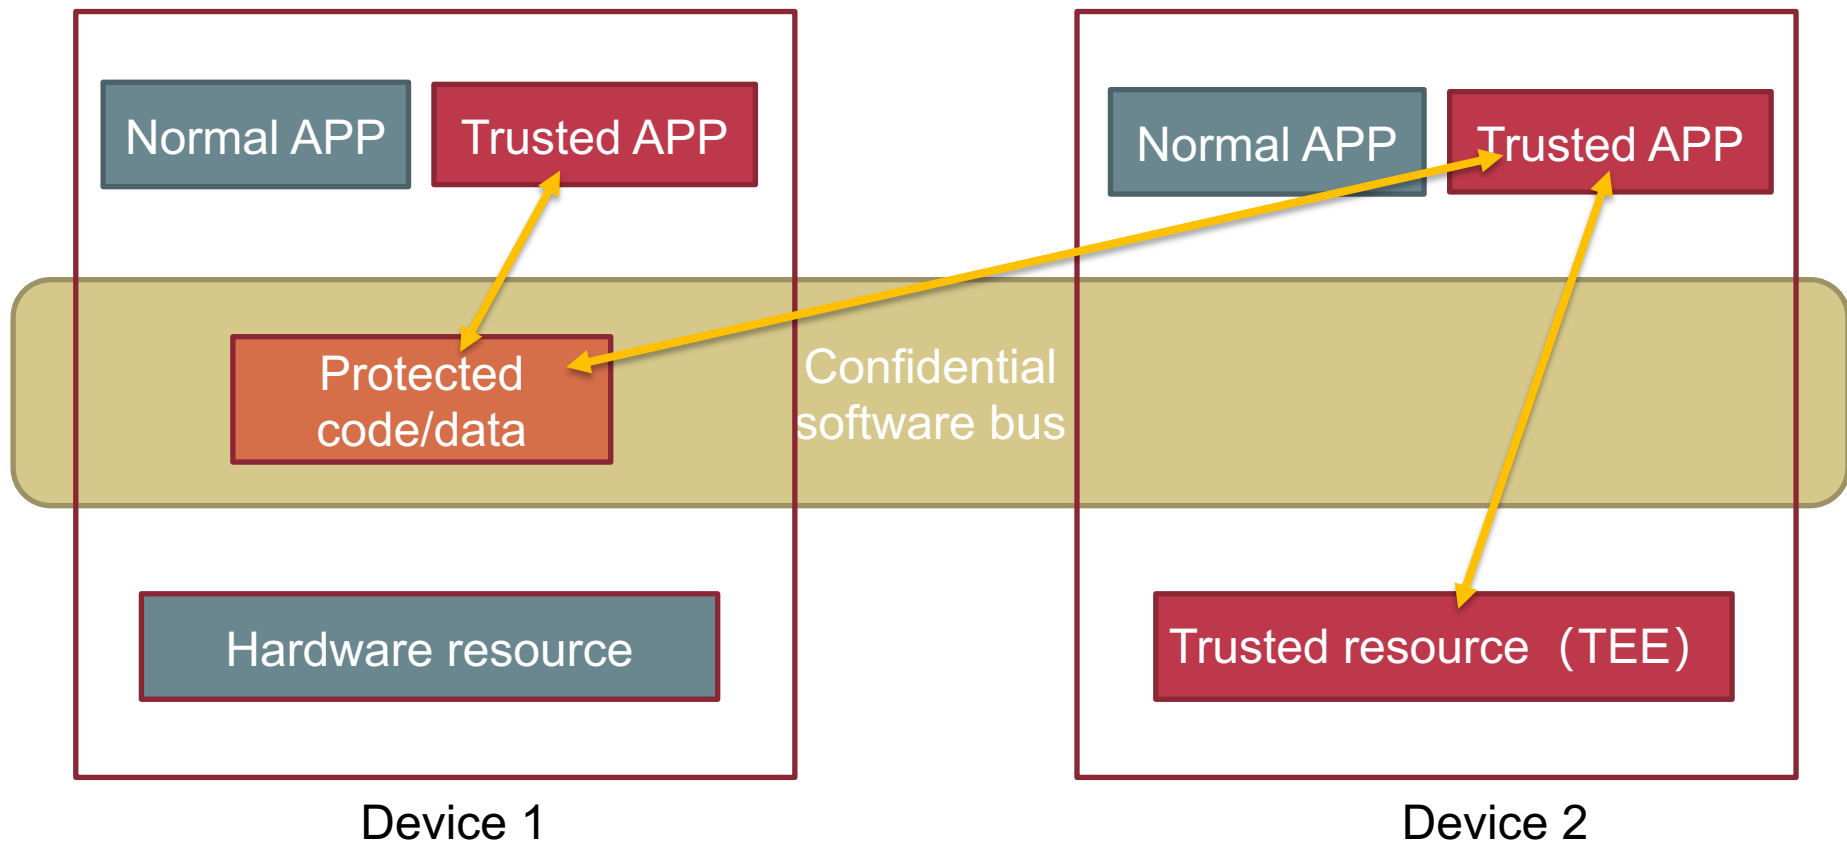 Normal APP
Trusted APP
Normal APP
Trusted APP
Protected
code/data
Confidential
software bus
Hardware resource
Trusted resource（TEE）
Device 1
Device 2